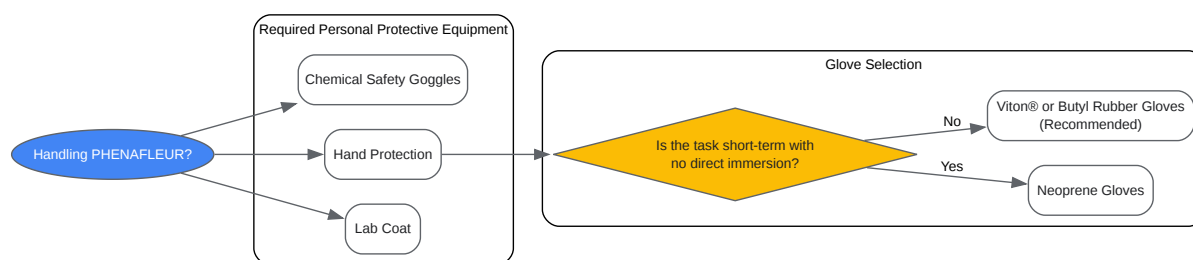 Required Personal Protective Equipment
Chemical Safety Goggles
Handling PHENAFLEUR?
Hand Protection
Lab Coat
Glove Selection
Is the task short-term with
no direct immersion?
No
Yes
Viton® or Butyl Rubber Gloves
(Recommended)
Neoprene Gloves